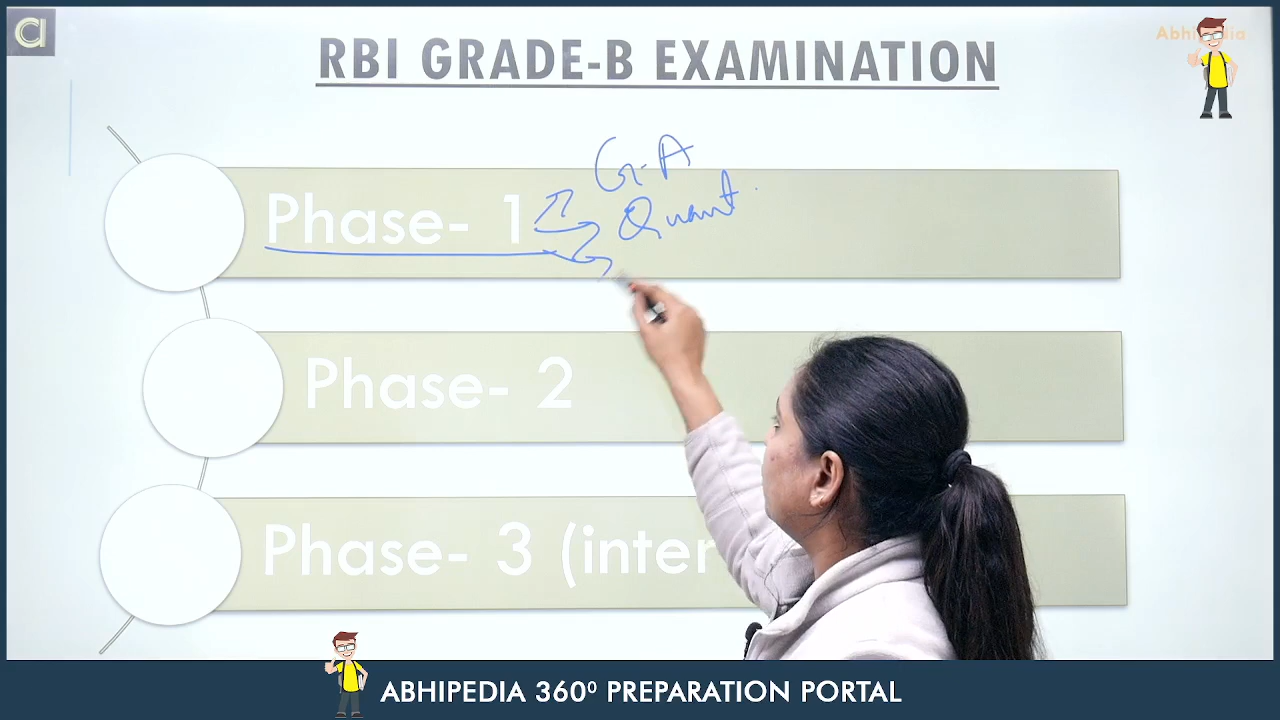 RBI GRADE-B EXAMINATION
G.A
Phase- 1
Quant
Phase- 2
Phase- 3 (inter
ABHIPEDIA 360⁰ PREPARATION PORTAL